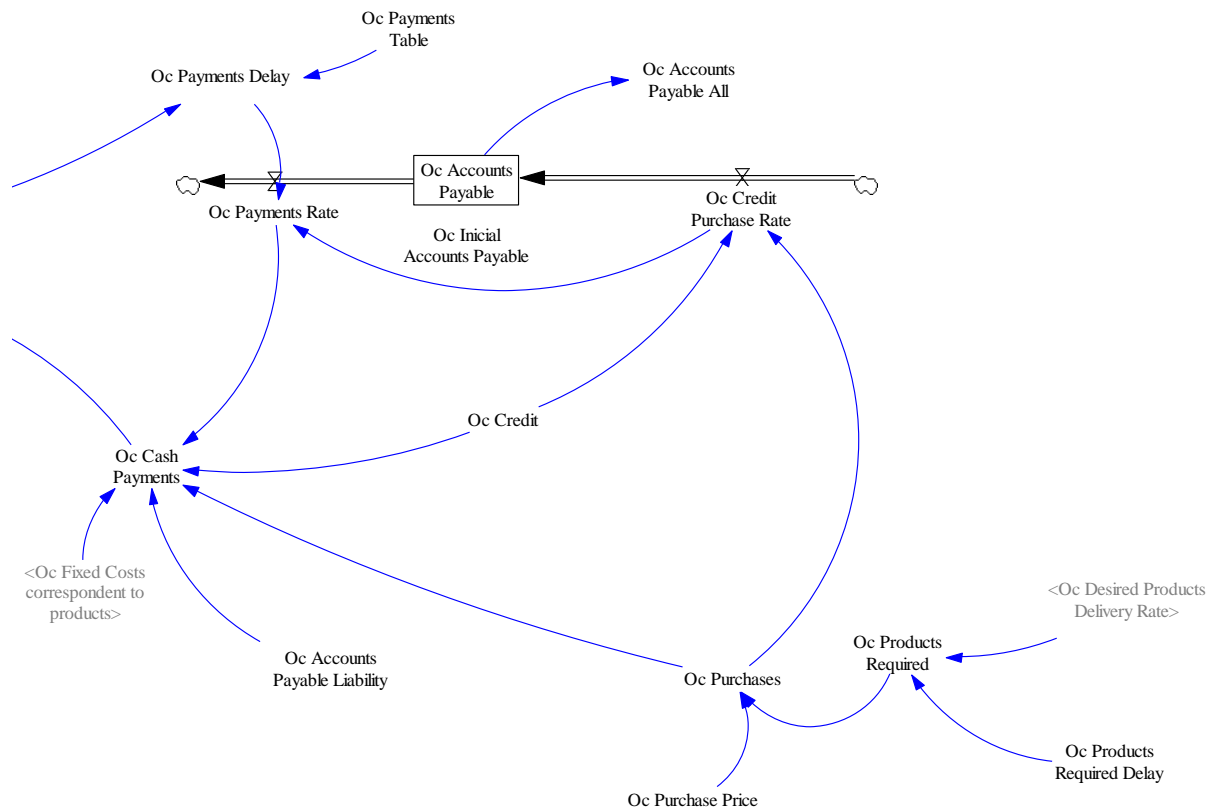 Oc Payments
Table
Oc Payments Delay
Oc Accounts
Payable All
Oc Accounts
Payable
Oc Credit
Purchase Rate
Oc Payments Rate
Oc Inicial
Accounts Payable
Oc Credit
Oc Cash
Payments
<Oc Fixed Costs
correspondent to
products>
<Oc Desired Products
Delivery Rate>
Oc Accounts
Payable Liability
Oc Purchases
Oc Products
Required
Oc Products
Required Delay
Oc Purchase Price